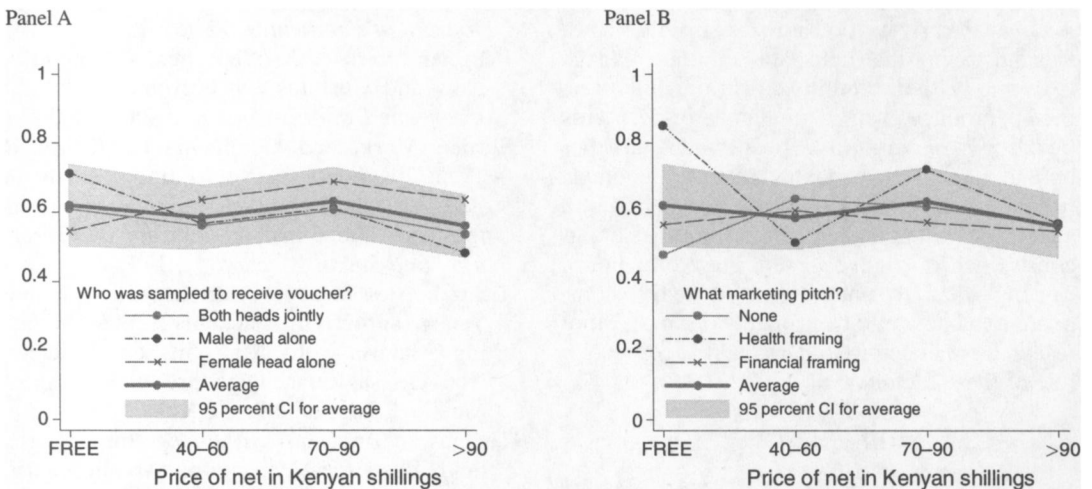 Panel A
1
0.8
0.6
0.4
0.2
0
Who was sampled to receive voucher?
Both heads jointly
Male head alone
Female head alone
Average
95 percent CI for average
FREE 40–60 70–90 >90
Price of net in Kenyan shillings
Panel B
1
0.8
0.6
0.4
0.2
0
What marketing pitch?
None
Health framing
Financial framing
Average
95 percent CI for average
FREE 40–60 70–90 >90
Price of net in Kenyan shillings